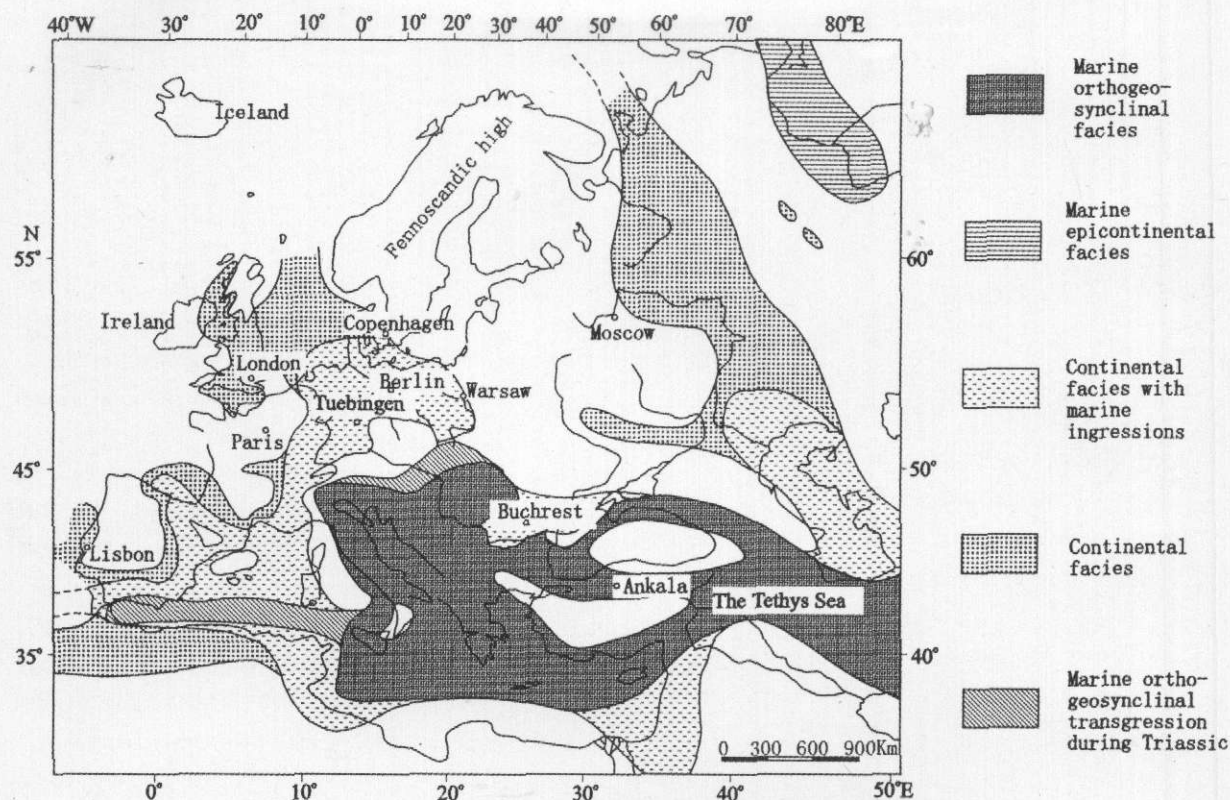 40°W 30° 20° 10° 0° 10° 20° 30° 40° 50° 60° 70° 80°E
Iceland
Fennoscandic high
N
55°
60°
Ireland
Copenhagen
Moscow
London
Berlin
Warsaw
Tuebingen
Paris
45°
50°
Buchrest
Lisbon
Ankala
The Tethys Sea
35°
40°
0 300 600 900Km
0° 10° 20° 30° 40° 50°E
Marine
orthogeo-
synclinal
facies
Marine
epicontinental
facies
Continental
facies with
marine
ingressions
Continental
facies
Marine ortho-
geosynclinal
transgression
during Triassic